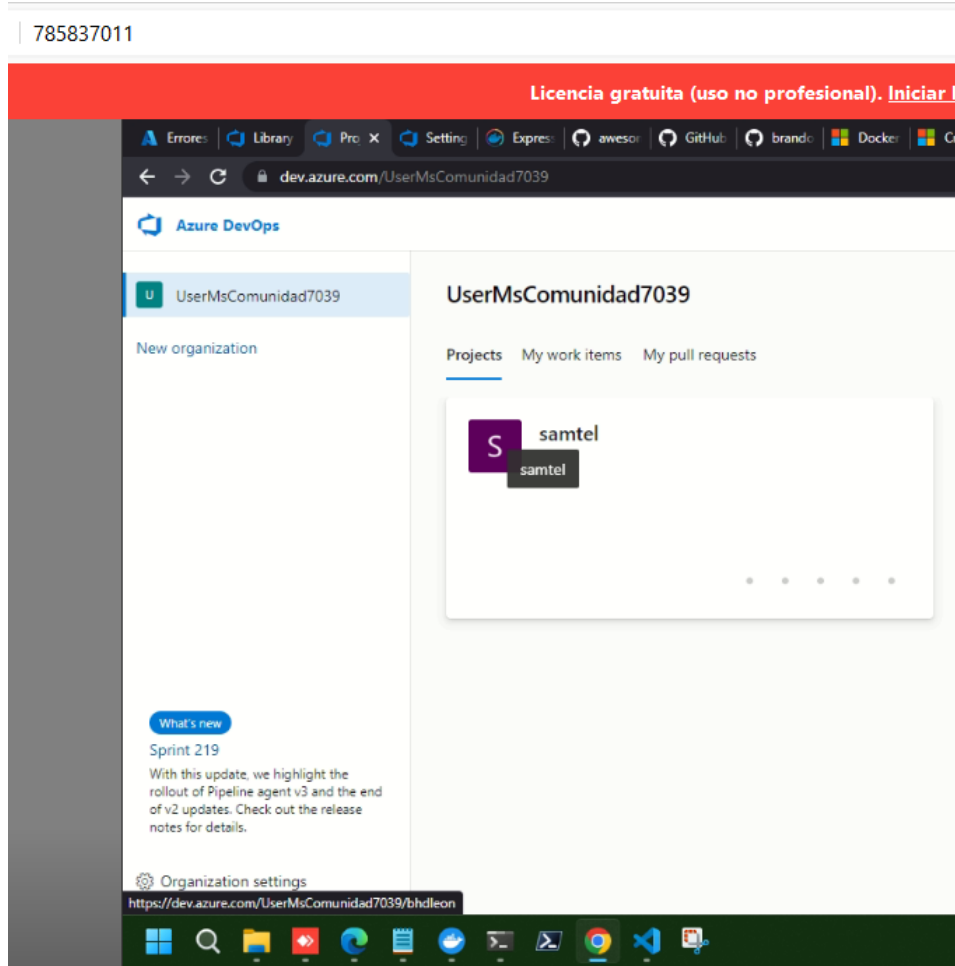 785837011
Licencia gratuita (uso no profesional). Iniciar
Errores Library Pro Setting Express awesor GitHub brando Docker
dev.azure.com/UserMsComunidad7039
Azure DevOps
U UserMsComunidad7039
New organization
UserMsComunidad7039
Projects My work items My pull requests
S samtel
samtel
What's new
Sprint 219
With this update, we highlight the
rollout of Pipeline agent v3 and the end
of v2 updates. Check out the release
notes for details.
Organization settings
https://dev.azure.com/UserMsComunidad7039/bhdleon